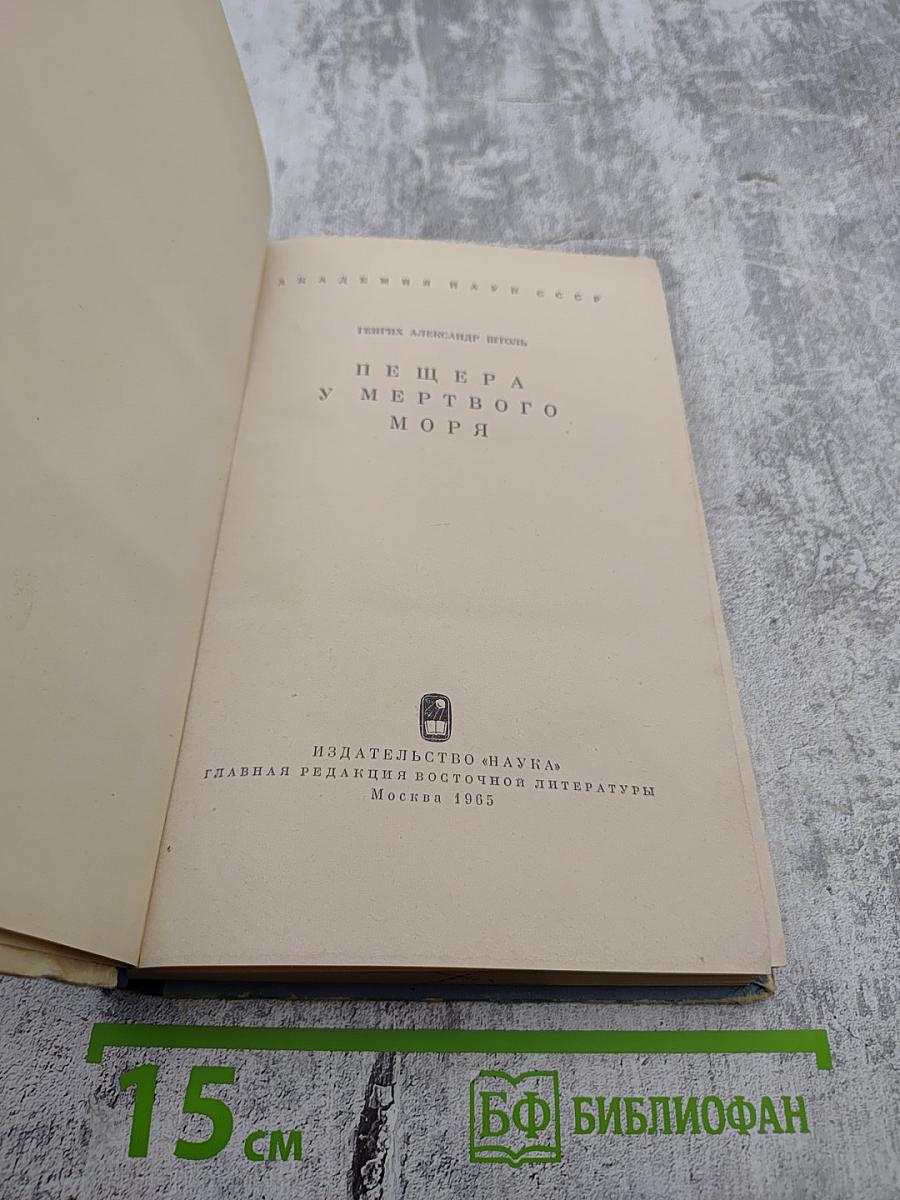 АКАДЕМИЯ НАУК СССР
ГЕНРИХ АЛЕКСАНДР ШТОЛЬ
ПЕЩЕРА
У МЕРТВОГО
МОРЯ
ИЗДАТЕЛЬСТВО «НАУКА»
ГЛАВНАЯ РЕДАКЦИЯ ВОСТОЧНОЙ ЛИТЕРАТУРЫ
Москва 1965
15 см
БФ БИБЛИОФАН